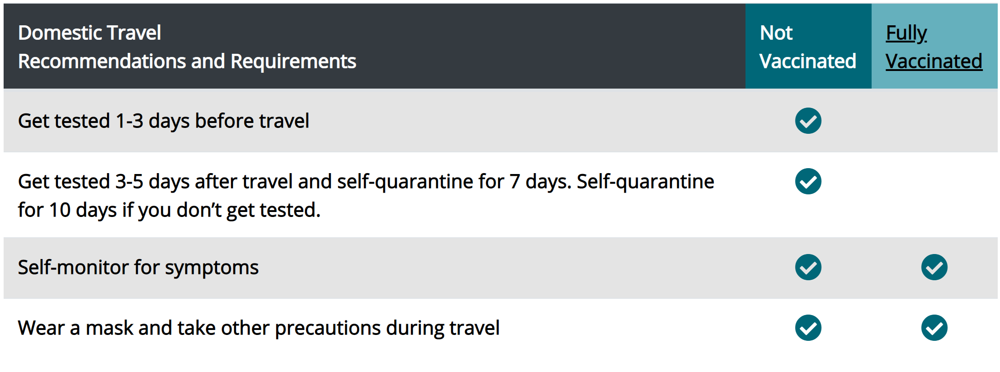 Domestic Travel
Recommendations and Requirements
Not
Vaccinated
Fully
Vaccinated
Get tested 1-3 days before travel
Get tested 3-5 days after travel and self-quarantine for 7 days. Self-quarantine
for 10 days if you don’t get tested.
Self-monitor for symptoms
Wear a mask and take other precautions during travel